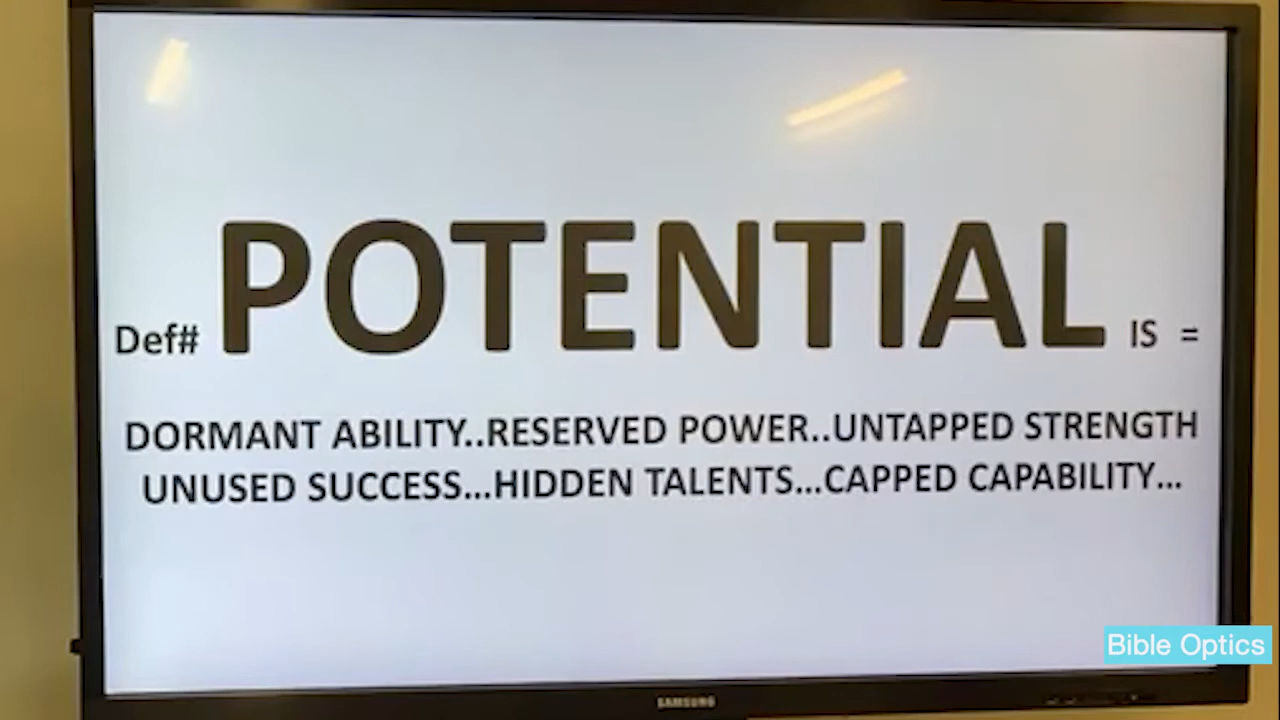 Def# POTENTIAL IS =
DORMANT ABILITY..RESERVED POWER..UNTAPPED STRENGTH
UNUSED SUCCESS...HIDDEN TALENTS...CAPPED CAPABILITY...
Bible Optics
SAMSUNG